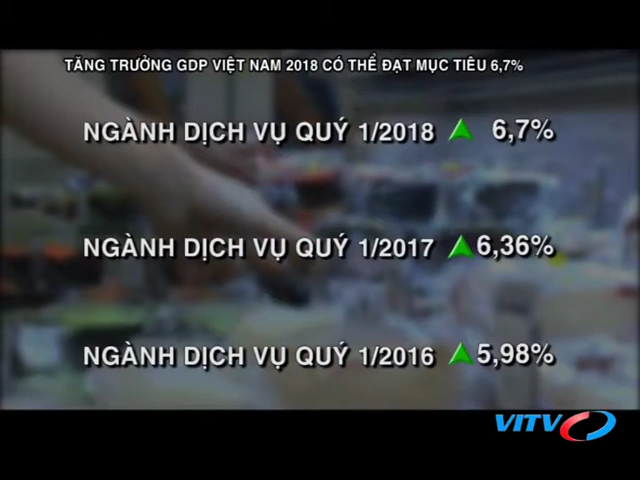 TĂNG TRƯỞNG GDP VIỆT NAM 2018 CÓ THỂ ĐẠT MỤC TIÊU 6,7%
NGÀNH DỊCH VỤ QUÝ 1/2018 6,7%
NGÀNH DỊCH VỤ QUÝ 1/2017 6,36%
NGÀNH DỊCH VỤ QUÝ 1/2016 5,98%
VITV